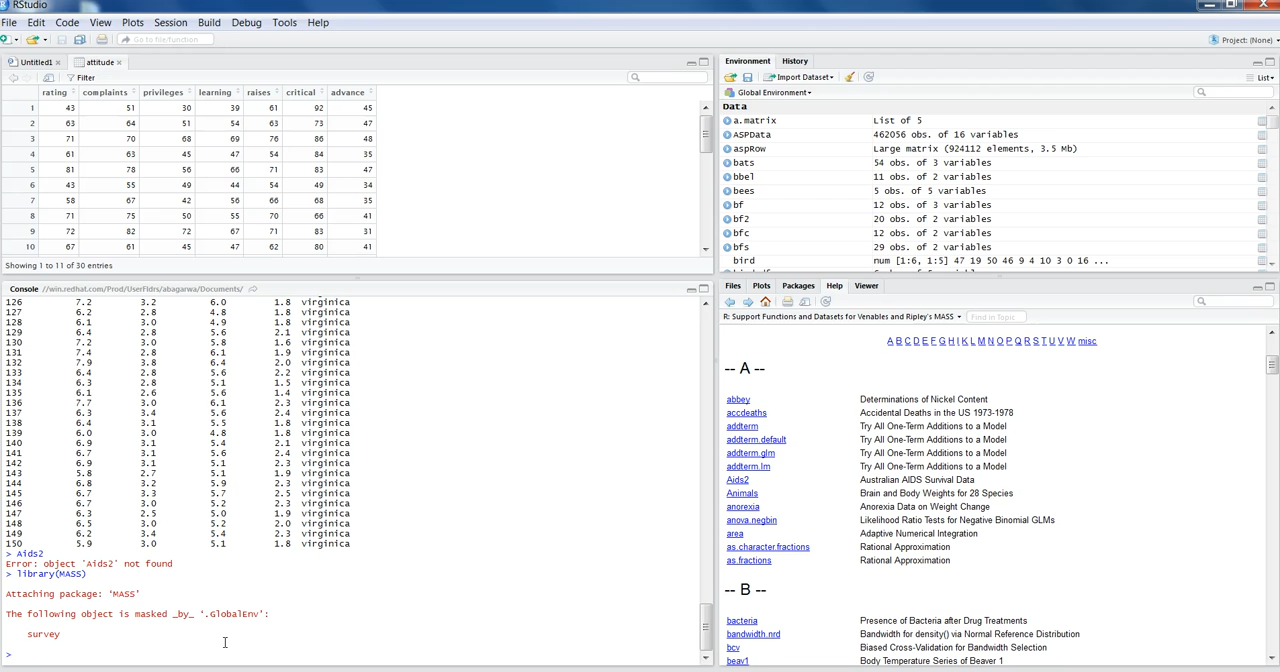 RStudio
File Edit Code View Plots Session Build Debug Tools Help
Go to file/function
Project: (None)
Untitled1 attitude
Filter
rating complaints privileges learning raises critical advance
1 43 51 30 39 61 92 45
2 63 64 51 54 63 73 47
3 71 70 68 69 76 86 48
4 61 63 45 47 54 84 35
5 81 78 56 66 71 83 47
6 43 55 49 44 54 49 34
7 58 67 42 56 66 68 35
8 71 75 50 55 70 66 41
9 72 82 72 67 71 83 31
10 67 61 45 47 62 80 41
Showing 1 to 11 of 30 entries
Console //win.redhat.com/Prod/UserFldrs/abagarwa/Documents/
126 7.2 3.2 6.0 1.8 virginica
127 6.2 2.8 4.8 1.8 virginica
128 6.1 3.0 4.9 1.8 virginica
129 6.4 2.8 5.6 2.1 virginica
130 7.2 3.0 5.8 1.6 virginica
131 7.4 2.8 6.1 1.9 virginica
132 7.9 3.8 6.4 2.0 virginica
133 6.4 2.8 5.6 2.2 virginica
134 6.3 2.8 5.1 1.5 virginica
135 6.1 2.6 5.6 1.4 virginica
136 7.7 3.0 6.1 2.3 virginica
137 6.3 3.4 5.6 2.4 virginica
138 6.4 3.1 5.5 1.8 virginica
139 6.0 3.0 4.8 1.8 virginica
140 6.9 3.1 5.4 2.1 virginica
141 6.7 3.1 5.6 2.4 virginica
142 6.9 3.1 5.1 2.3 virginica
143 5.8 2.7 5.1 1.9 virginica
144 6.8 3.2 5.9 2.3 virginica
145 6.7 3.3 5.7 2.5 virginica
146 6.7 3.0 5.2 2.3 virginica
147 6.3 2.5 5.0 1.9 virginica
148 6.5 3.0 5.2 2.0 virginica
149 6.2 3.4 5.4 2.3 virginica
150 5.9 3.0 5.1 1.8 virginica
> Aids2
Error: object 'Aids2' not found
> library(MASS)
Attaching package: ‘MASS’
The following object is masked _by_ ‘.GlobalEnv’:
survey
>
Environment History
Import Dataset List
Global Environment
Data
a.matrix List of 5
ASPData 462056 obs. of 16 variables
aspRow Large matrix (924112 elements, 3.5 Mb)
bats 54 obs. of 3 variables
bbel 11 obs. of 2 variables
bees 5 obs. of 5 variables
bf 12 obs. of 3 variables
bf2 20 obs. of 2 variables
bfc 12 obs. of 2 variables
bfs 29 obs. of 2 variables
bird num [1:6, 1:5] 47 19 50 46 9 4 10 3 0 16 ...
Files Plots Packages Help Viewer
R: Support Functions and Datasets for Venables and Ripley's MASS Find in Topic
A B C D E F G H I K L M N O P Q R S T U V W misc
-- A --
abbey Determinations of Nickel Content
accdeaths Accidental Deaths in the US 1973-1978
addterm Try All One-Term Additions to a Model
addterm.default Try All One-Term Additions to a Model
addterm.glm Try All One-Term Additions to a Model
addterm.lm Try All One-Term Additions to a Model
Aids2 Australian AIDS Survival Data
Animals Brain and Body Weights for 28 Species
anorexia Anorexia Data on Weight Change
anova.negbin Likelihood Ratio Tests for Negative Binomial GLMs
area Adaptive Numerical Integration
as.character.fractions Rational Approximation
as.fractions Rational Approximation
-- B --
bacteria Presence of Bacteria after Drug Treatments
bandwidth.nrd Bandwidth for density() via Normal Reference Distribution
bcv Biased Cross-Validation for Bandwidth Selection
beav1 Body Temperature Series of Beaver 1